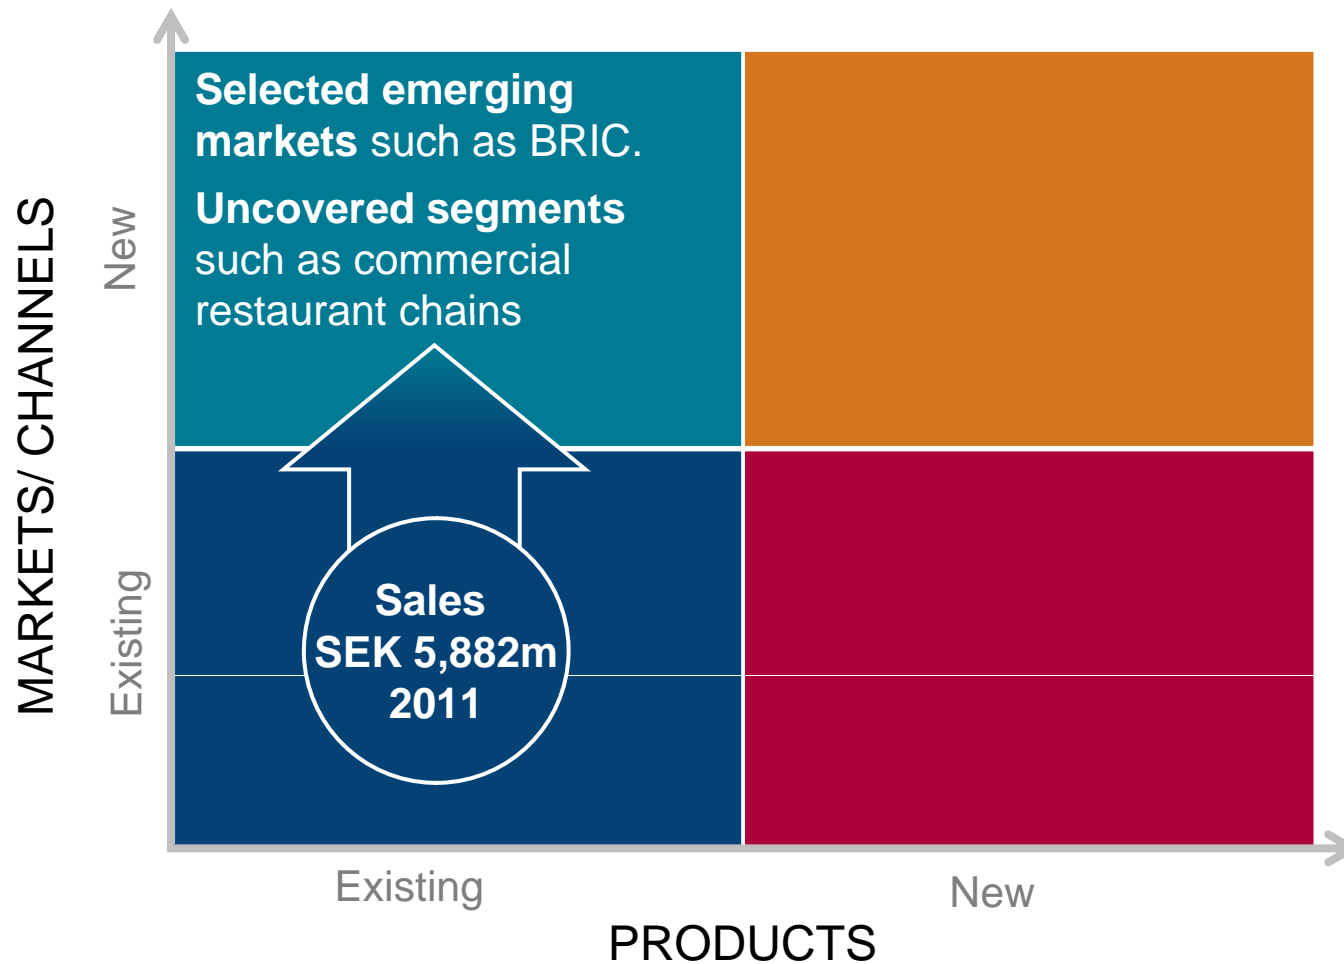 Selected emerging
markets such as BRIC.
Uncovered segments
such as commercial
restaurant chains
Sales
SEK 5,882m
2011
MARKETS/ CHANNELS
New
Existing
Existing
New
PRODUCTS